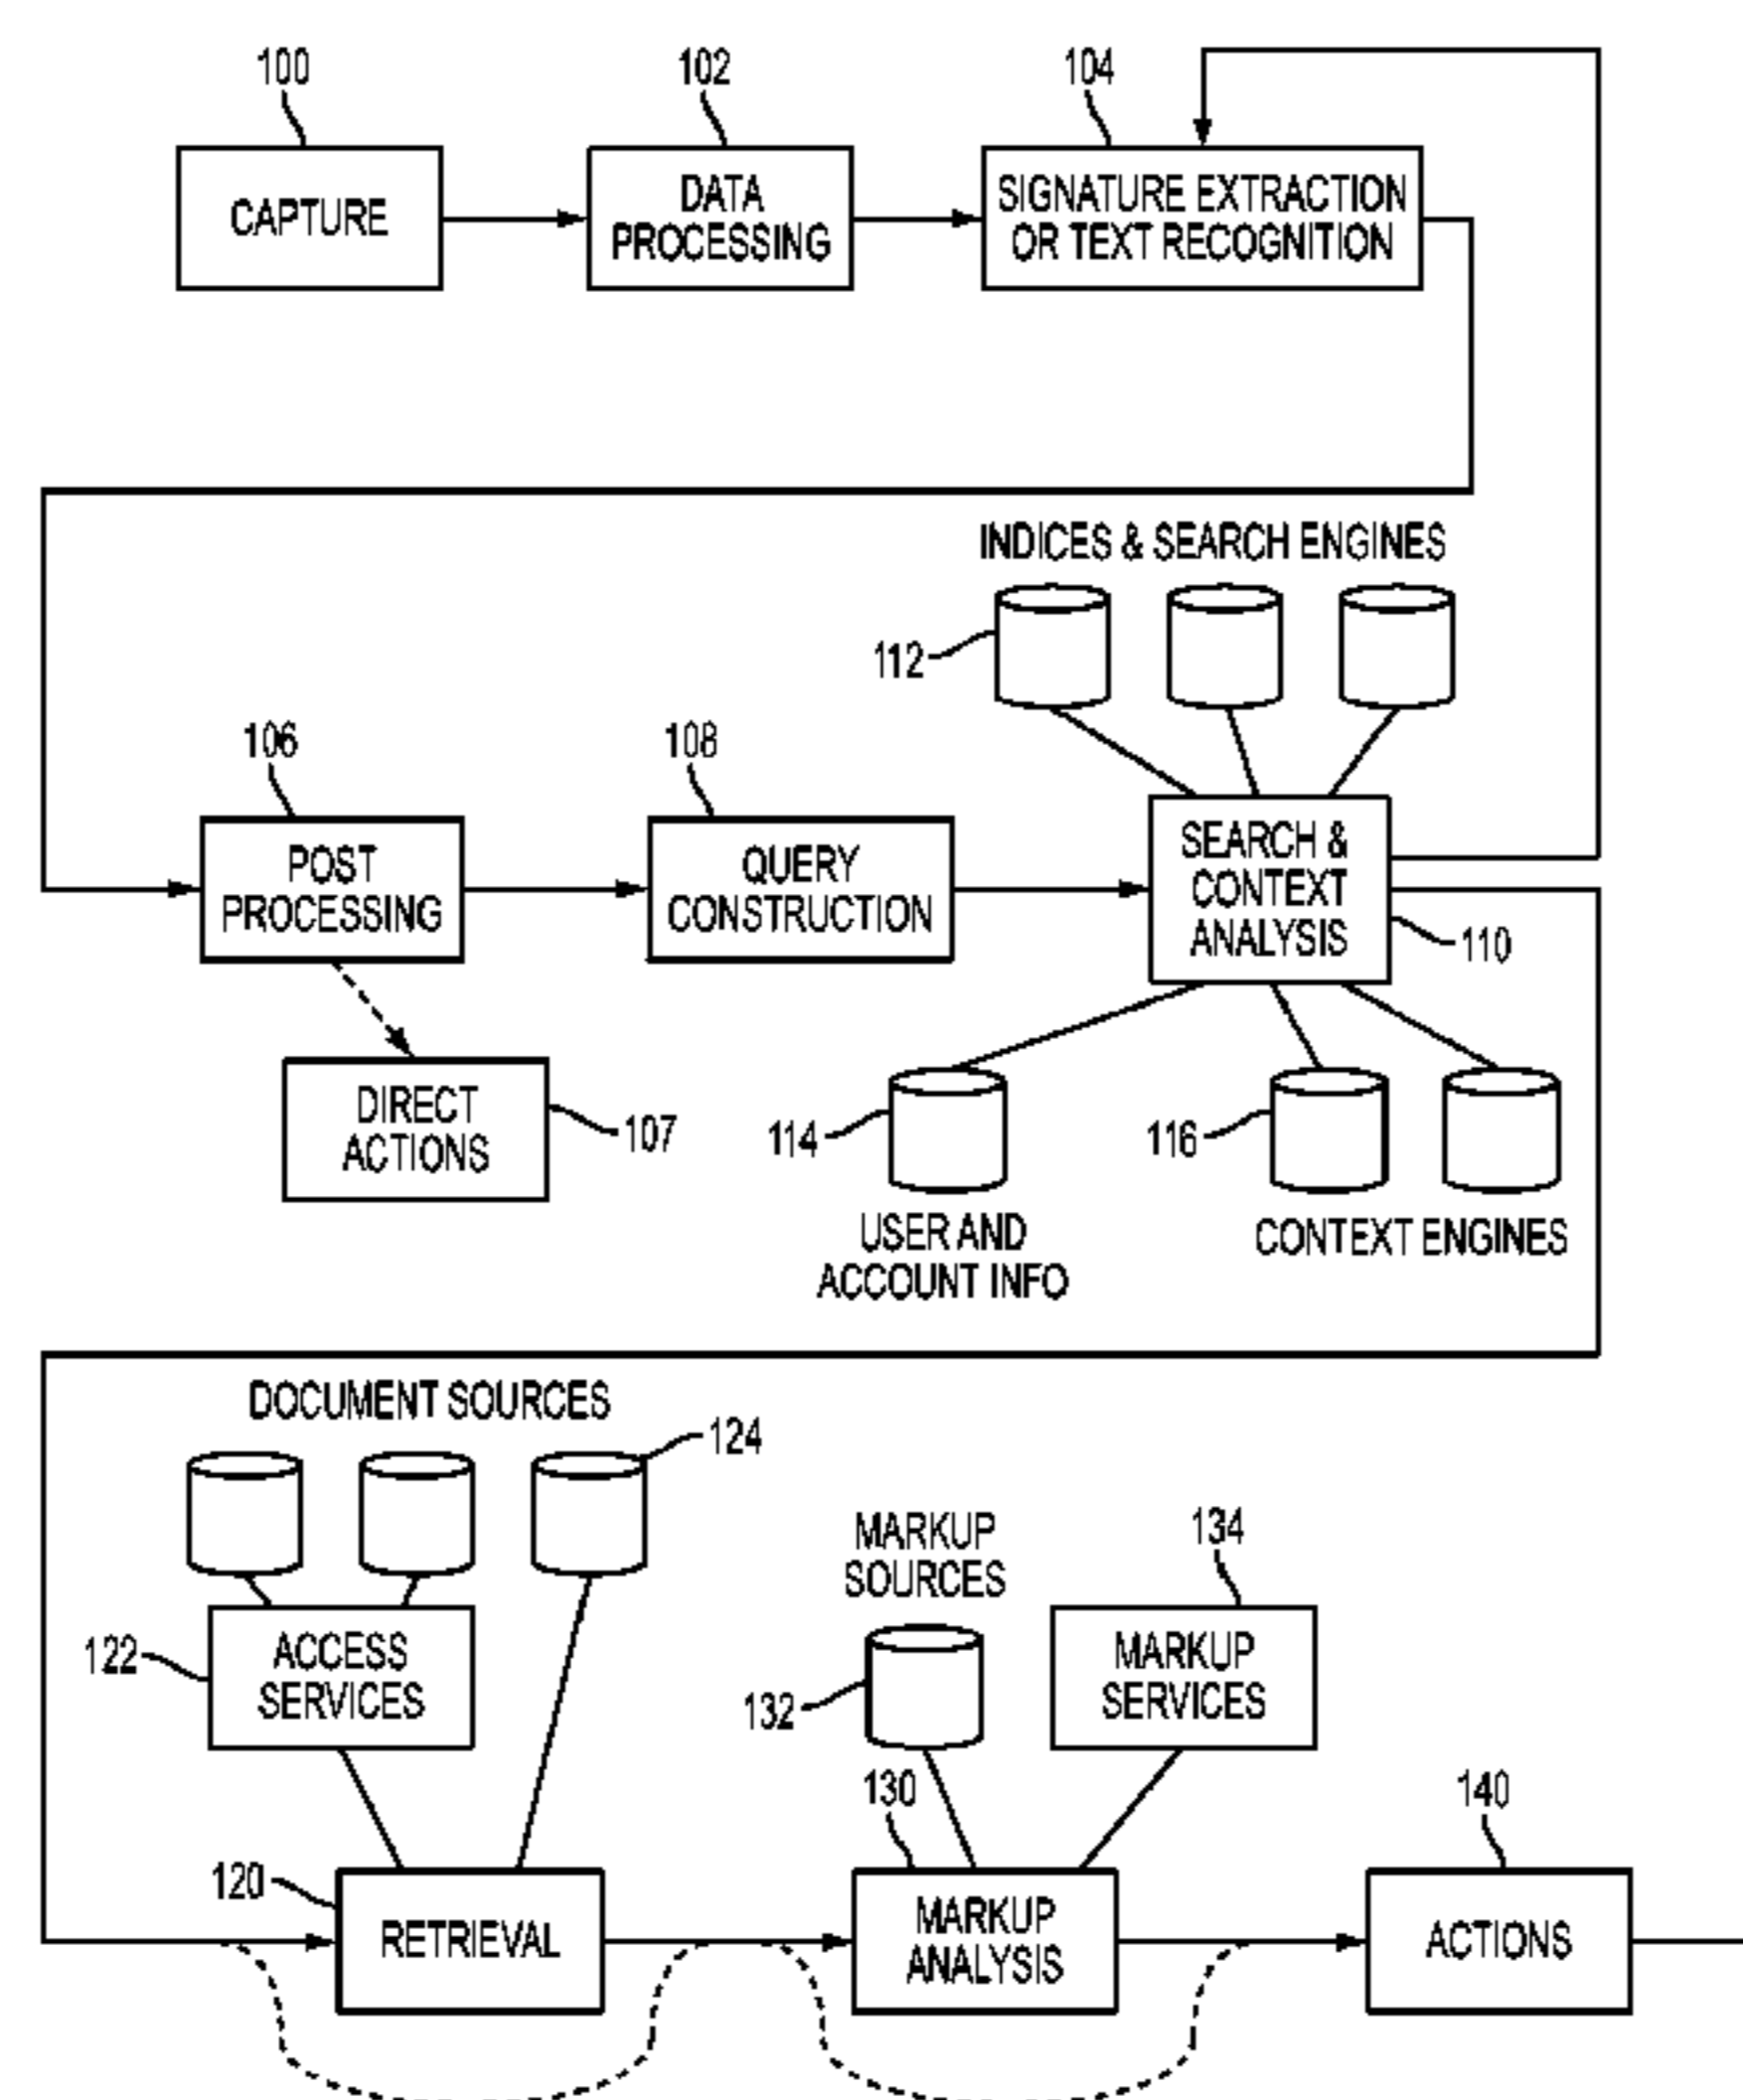 100
102
104
CAPTURE
DATA
PROCESSING
SIGNATURE EXTRACTION
OR TEXT RECOGNITION
INDICES & SEARCH ENGINES
112
106
108
POST
PROCESSING
QUERY
CONSTRUCTION
SEARCH &
CONTEXT
ANALYSIS
110
DIRECT
ACTIONS
107
114
116
USER AND
ACCOUNT INFO
CONTEXT ENGINES
DOCUMENT SOURCES
124
MARKUP
SOURCES
134
122
ACCESS
SERVICES
132
MARKUP
SERVICES
130
140
120
RETRIEVAL
MARKUP
ANALYSIS
ACTIONS